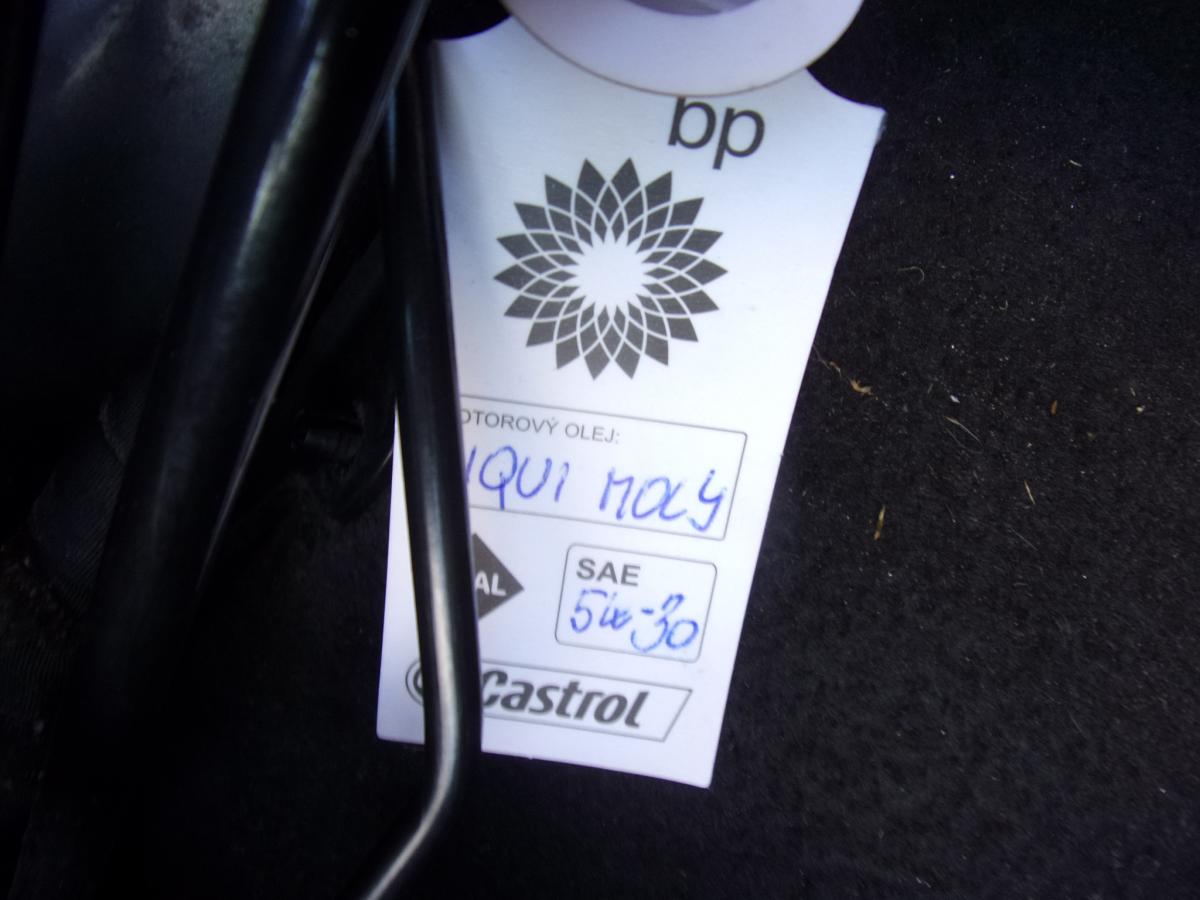 bp
OTOROVÝ OLEJ:
IQUI MOLY
AL
SAE
5W-30
Castrol